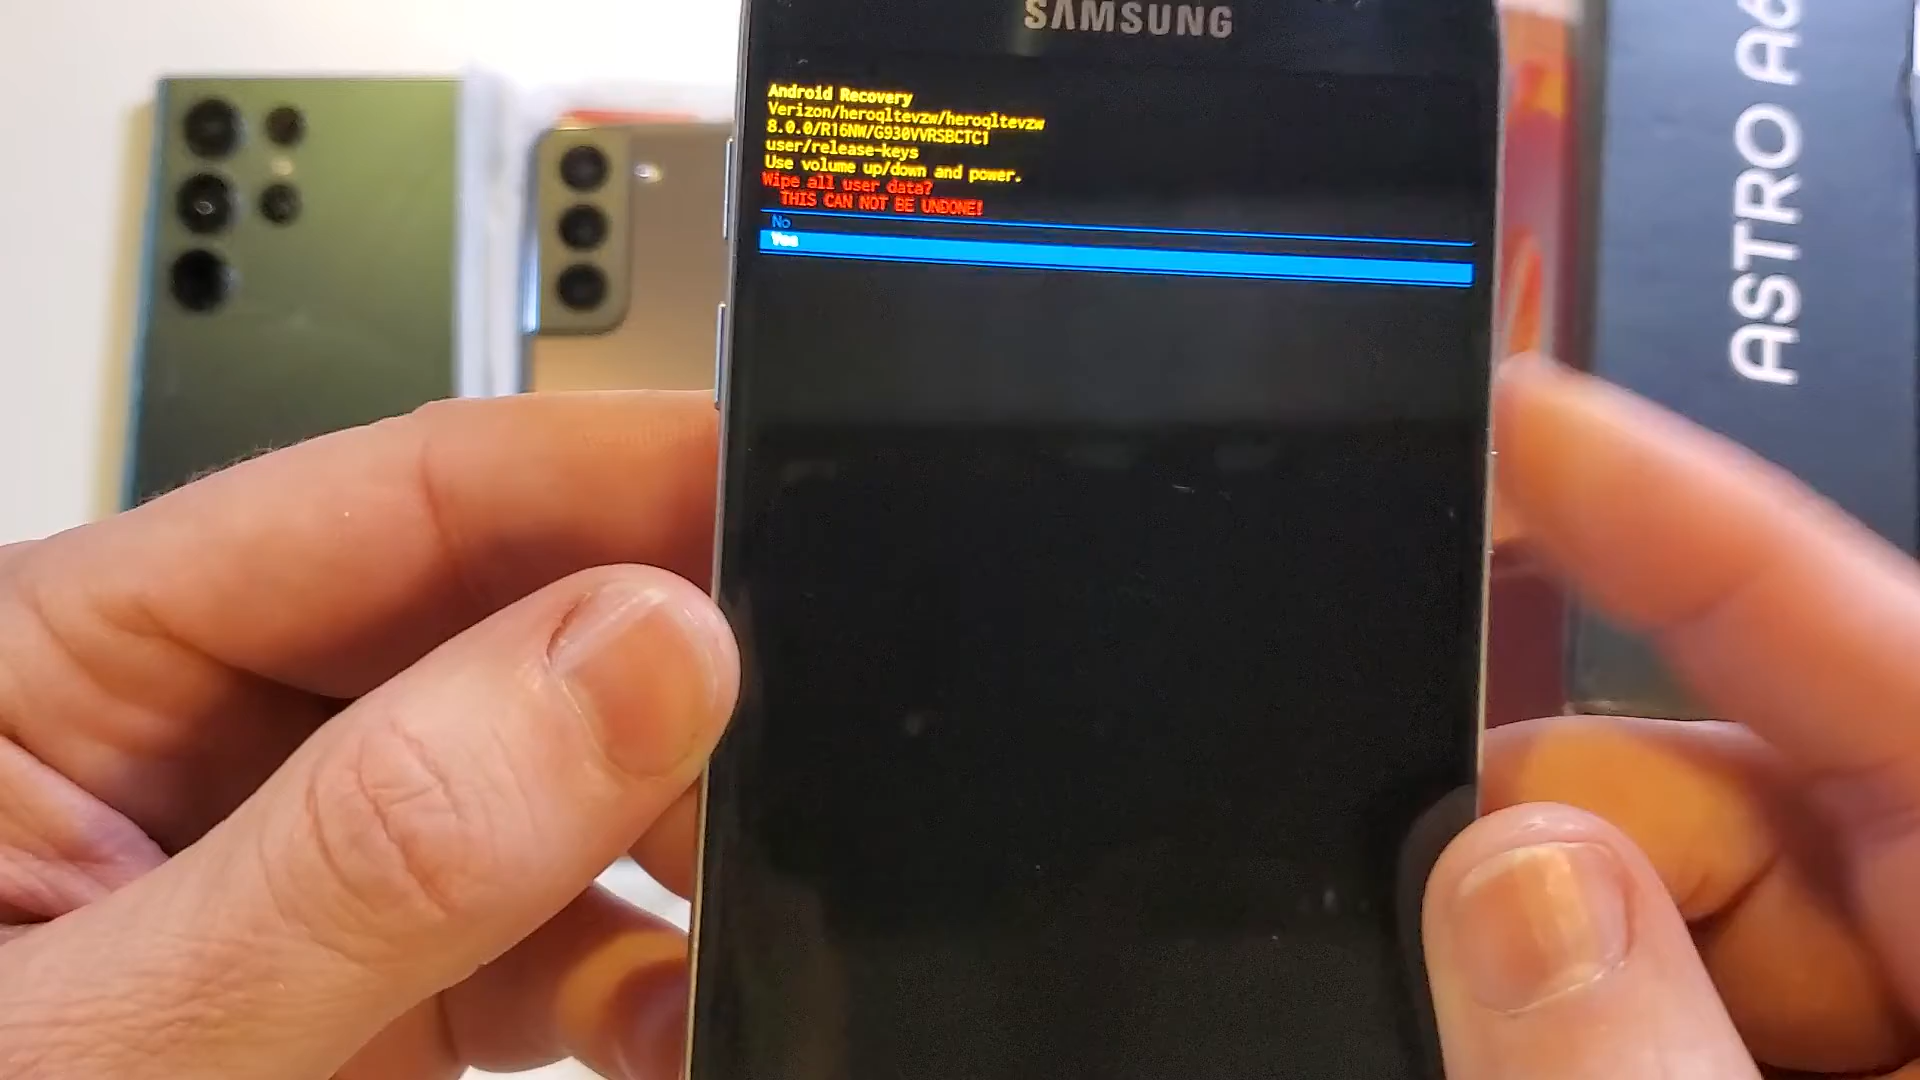 SAMSUNG
Android Recovery
Verizon/heroqltevzw/heroqltevzw
8.0.0/R16NW/G930VVRSBCTC1
user/release-keys
Use volume up/down and power.
Wipe all user data?
THIS CAN NOT BE UNDONE!
No
Yes
ASTRO A6